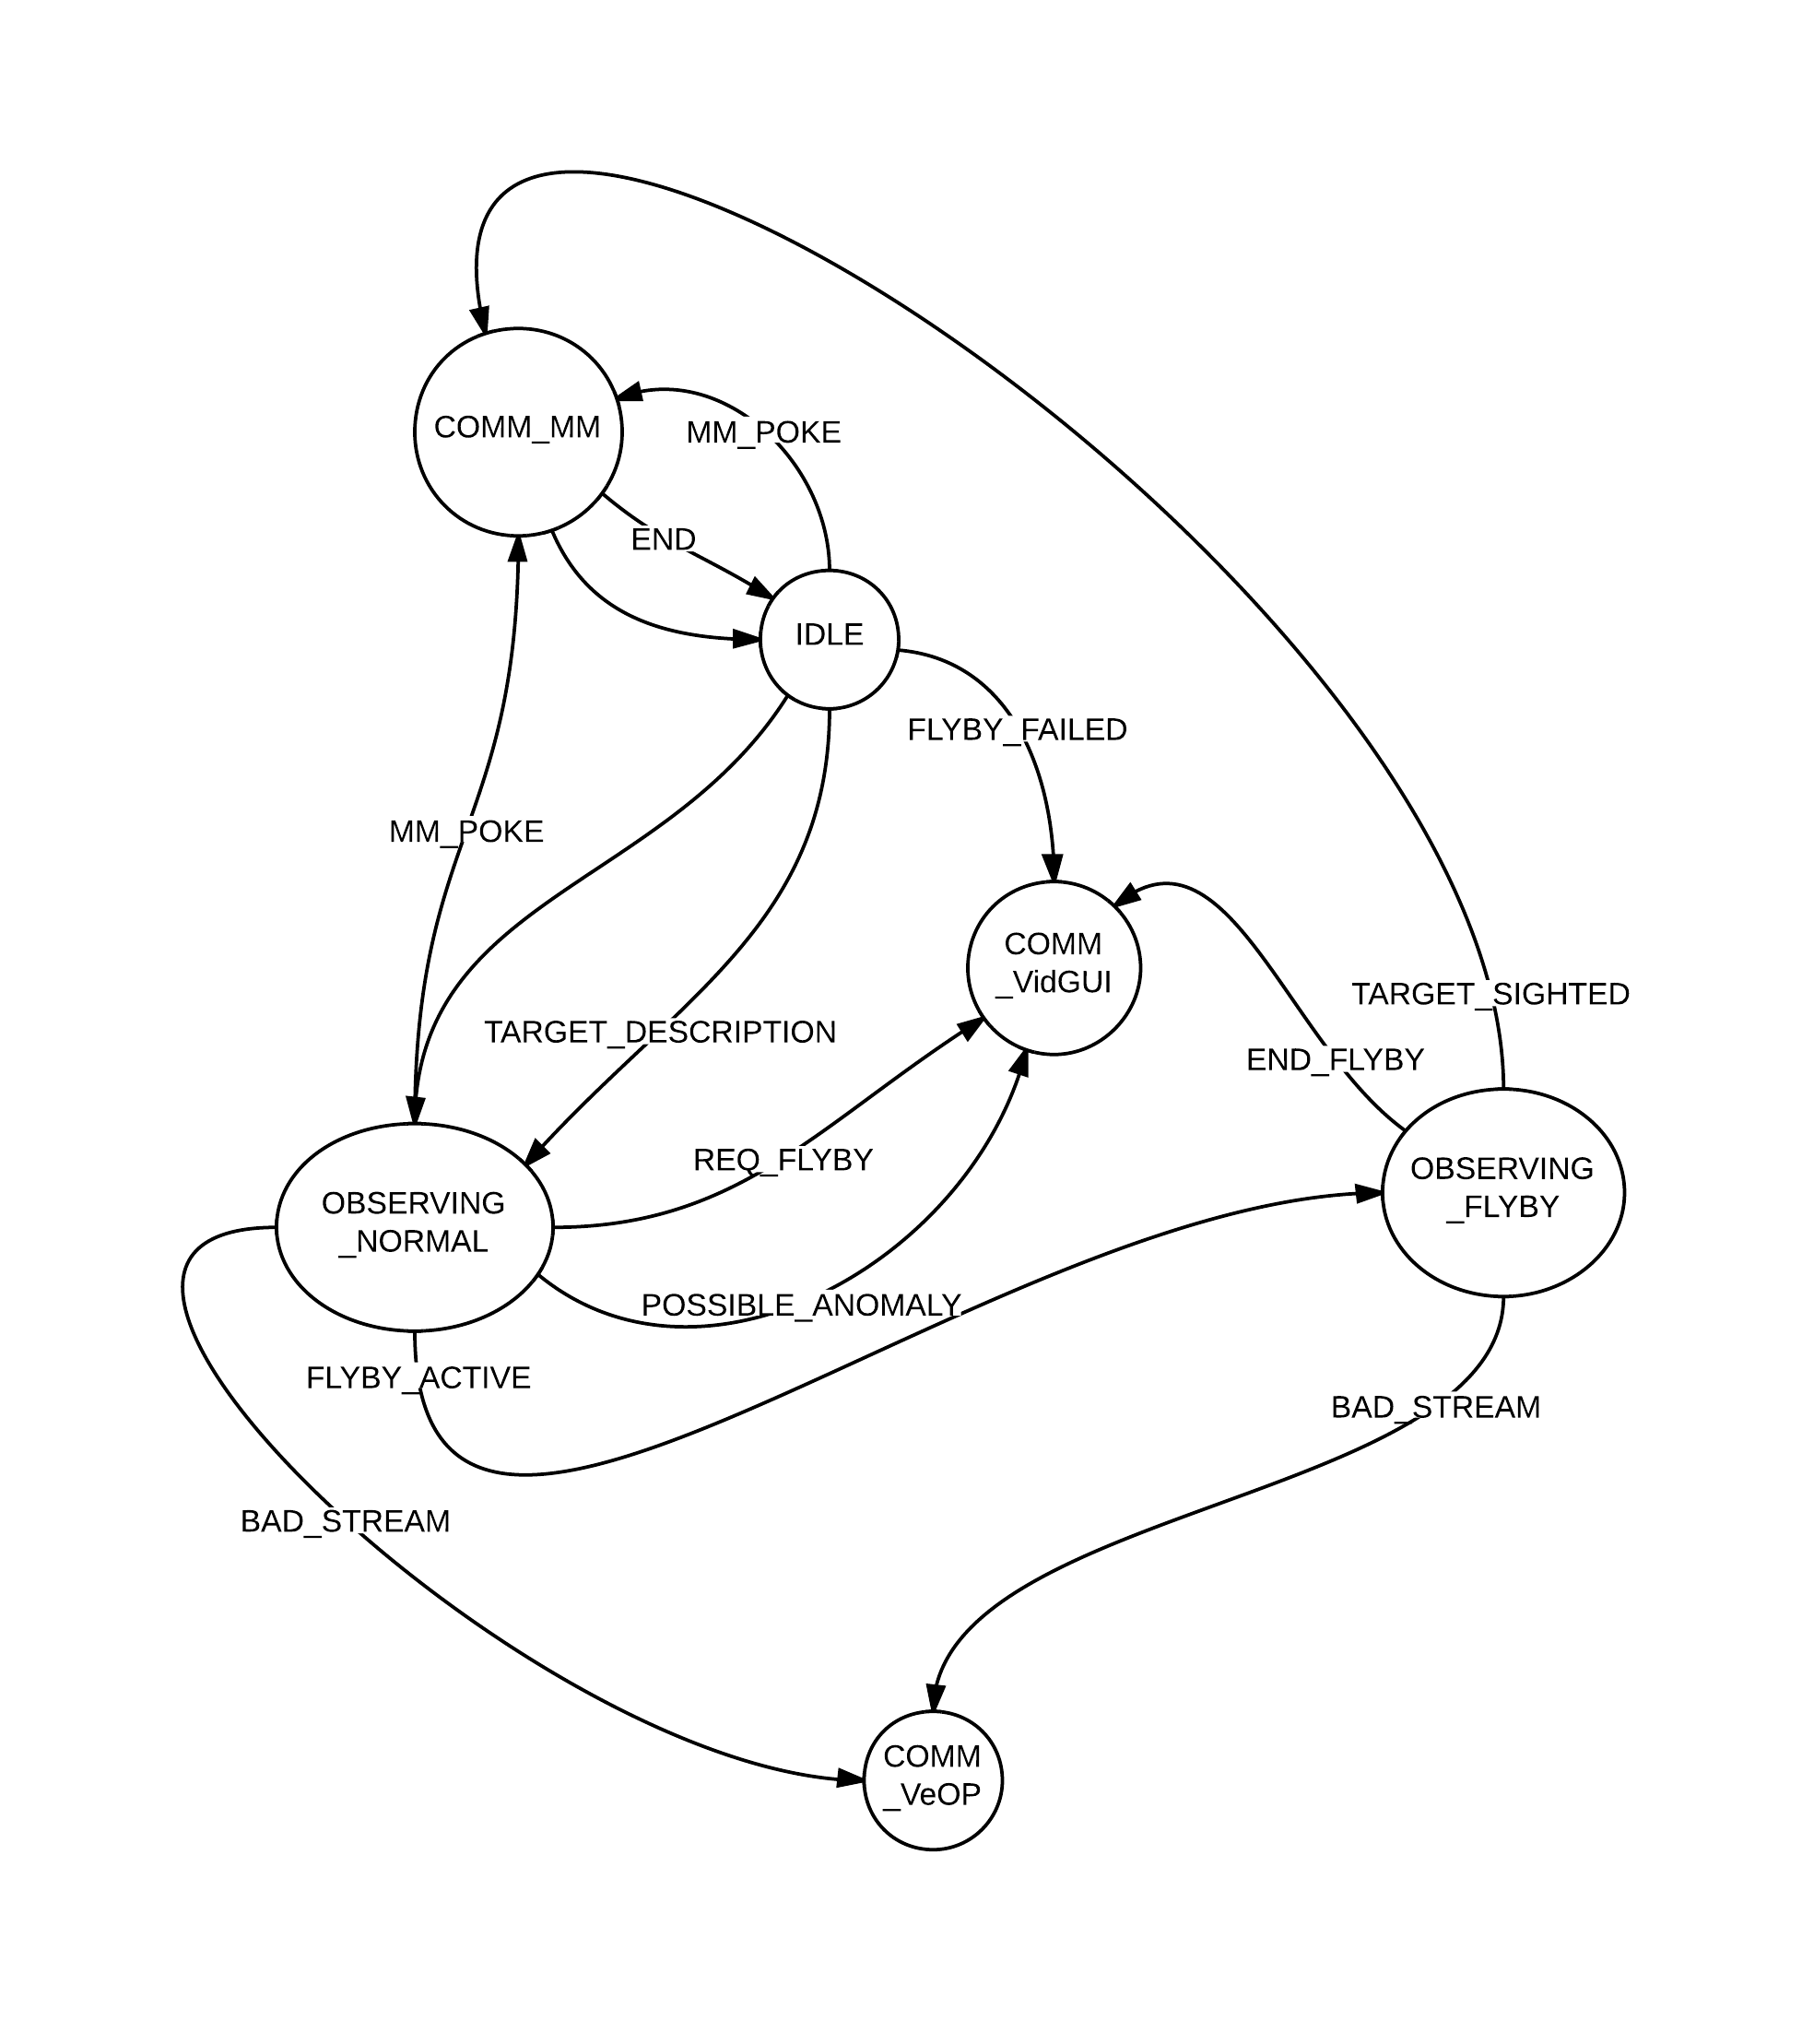 COMM_MM
MM_POKE
END
IDLE
FLYBY_FAILED
MM_POKE
COMM
_VidGUI
TARGET_SIGHTED
TARGET_DESCRIPTION
END_FLYBY
REQ_FLYBY
OBSERVING
_FLYBY
OBSERVING
_NORMAL
POSSIBLE_ANOMALY
FLYBY_ACTIVE
BAD_STREAM
BAD_STREAM
COMM
_VeOP